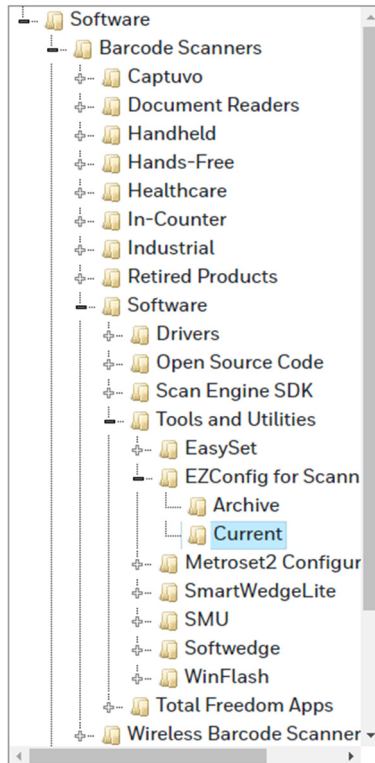 Software
Barcode Scanners
Captuvo
Document Readers
Handheld
Hands-Free
Healthcare
In-Counter
Industrial
Retired Products
Software
Drivers
Open Source Code
Scan Engine SDK
Tools and Utilities
EasySet
EZConfig for Scann
Archive
Current
Metroset2 Configur
SmartWedgeLite
SMU
Softwedge
WinFlash
Total Freedom Apps
Wireless Barcode Scanner